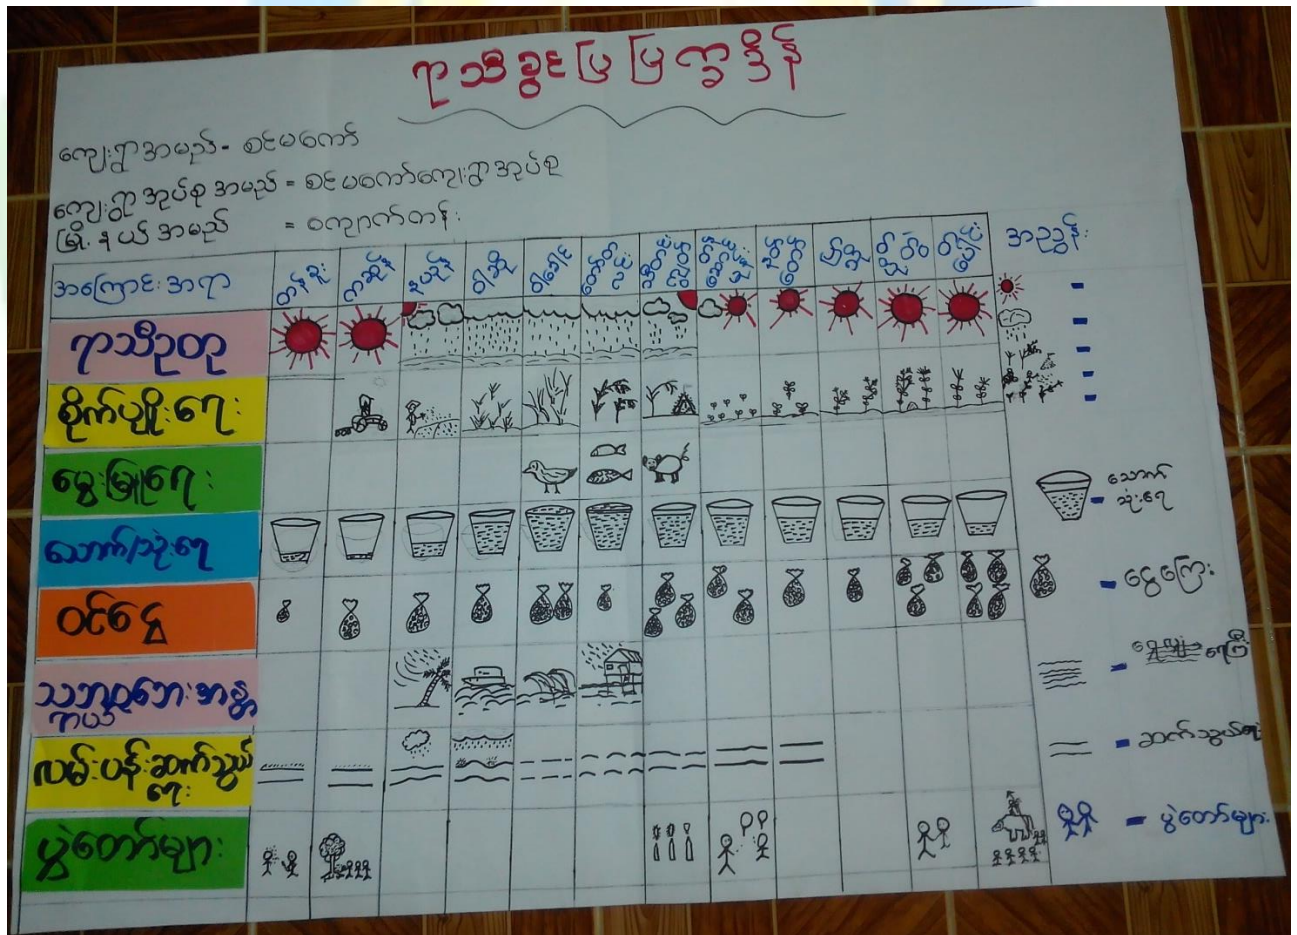 ရာသီခွင်ပြ ပြက္ခဒိန်
ကျေးရွာအမည် - စင်မကော်
ကျေးရွာအုပ်စုအမည် = စင်မကော်ကျေးရွာအုပ်စု
မြို့နယ်အမည် = ကျောက်တန်း
အကြောင်းအရာ
တန်ခူး
ကဆုန်
နယုန်
ဝါဆို
ဝါခေါင်
တော်သလင်း
သီတင်းကျွတ်
တန်ဆောင်မုန်း
နတ်တော်
ပြာသို
တပို့တွဲ
တပေါင်း
အညွှန်း
ရာသီဥတု
စိုက်ပျိုးရေး
မွေးမြူရေး
သောက်/သုံးရေ
ဝင်ငွေ
သဘာဝဘေးအန္တရာယ်
လမ်းပန်းဆက်သွယ်ရေး
ပွဲတော်များ
သောက်သုံးရေ
- ငွေကြေး
- ဆက်သွယ်ရေး
- ပွဲတော်များ